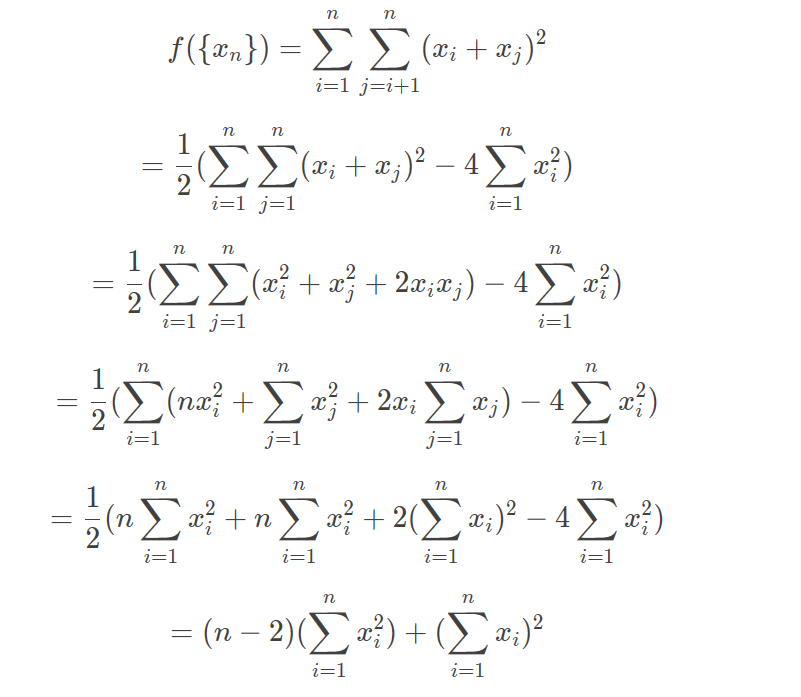 $f(\{x_n\}) = \sum_{i=1}^{n} \sum_{j=i+1}^{n} (x_i + x_j)^2$
$= \frac{1}{2}(\sum_{i=1}^{n} \sum_{j=1}^{n} (x_i + x_j)^2 - 4 \sum_{i=1}^{n} x_i^2)$
$= \frac{1}{2}(\sum_{i=1}^{n} \sum_{j=1}^{n} (x_i^2 + x_j^2 + 2x_i x_j) - 4 \sum_{i=1}^{n} x_i^2)$
$= \frac{1}{2}(\sum_{i=1}^{n} (nx_i^2 + \sum_{j=1}^{n} x_j^2 + 2x_i \sum_{j=1}^{n} x_j) - 4 \sum_{i=1}^{n} x_i^2)$
$= \frac{1}{2}(n \sum_{i=1}^{n} x_i^2 + n \sum_{i=1}^{n} x_i^2 + 2(\sum_{i=1}^{n} x_i)^2 - 4 \sum_{i=1}^{n} x_i^2)$
$= (n - 2)(\sum_{i=1}^{n} x_i^2) + (\sum_{i=1}^{n} x_i)^2$